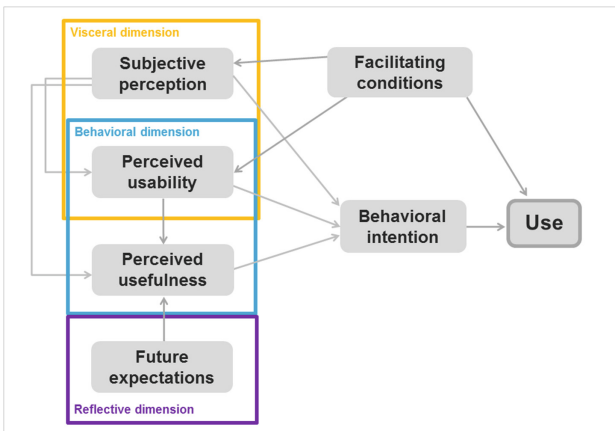 Visceral dimension
Subjective
perception
Facilitating
conditions
Behavioral dimension
Perceived
usability
Behavioral
intention
Use
Perceived
usefulness
Future
expectations
Reflective dimension